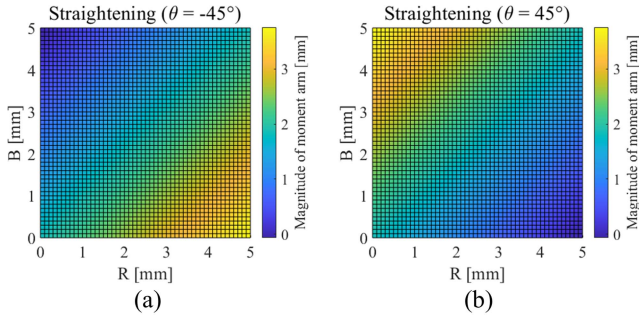 Straightening (θ = -45°)
5
4
3
2
1
0
B [mm]
0 1 2 3 4 5
R [mm]
3
2
1
0
Magnitude of moment arm [mm]
(a)
Straightening (θ = 45°)
5
4
3
2
1
0
B [mm]
0 1 2 3 4 5
R [mm]
3
2
1
0
Magnitude of moment arm [mm]
(b)